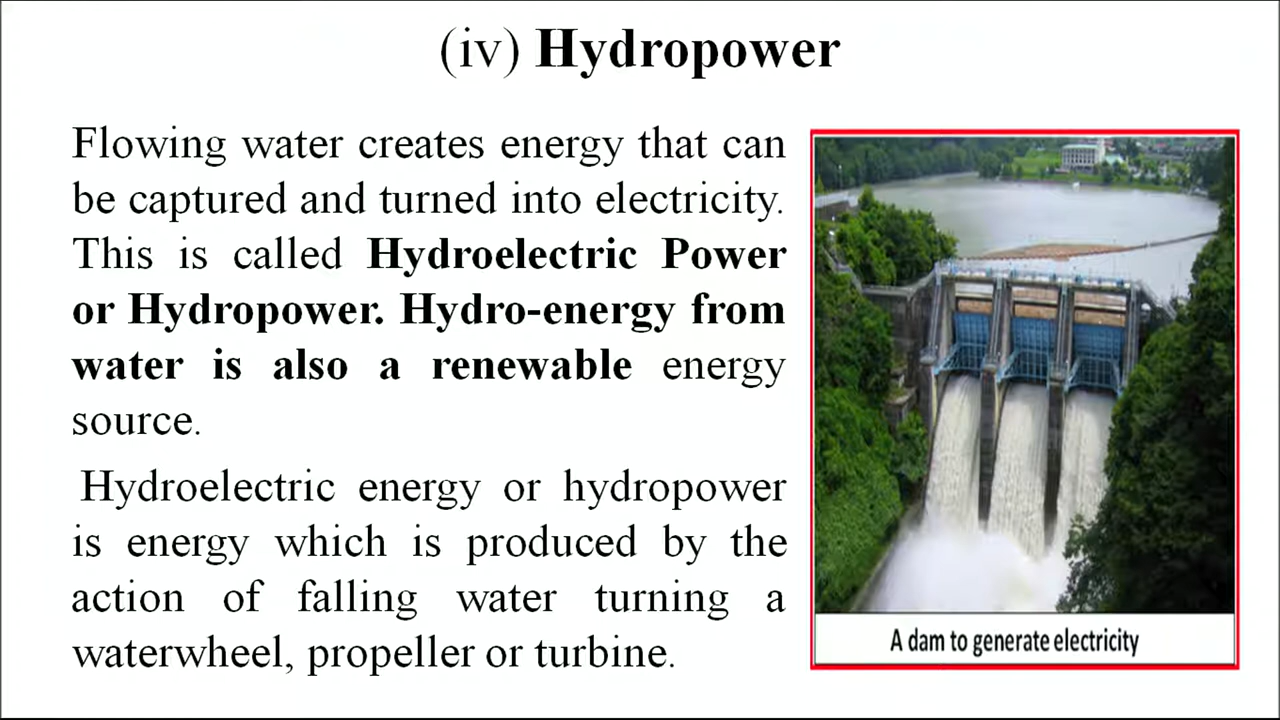 (iv) Hydropower
Flowing water creates energy that can
be captured and turned into electricity.
This is called Hydroelectric Power
or Hydropower. Hydro-energy from
water is also a renewable energy
source.
Hydroelectric energy or hydropower
is energy which is produced by the
action of falling water turning a
waterwheel, propeller or turbine.
A dam to generate electricity